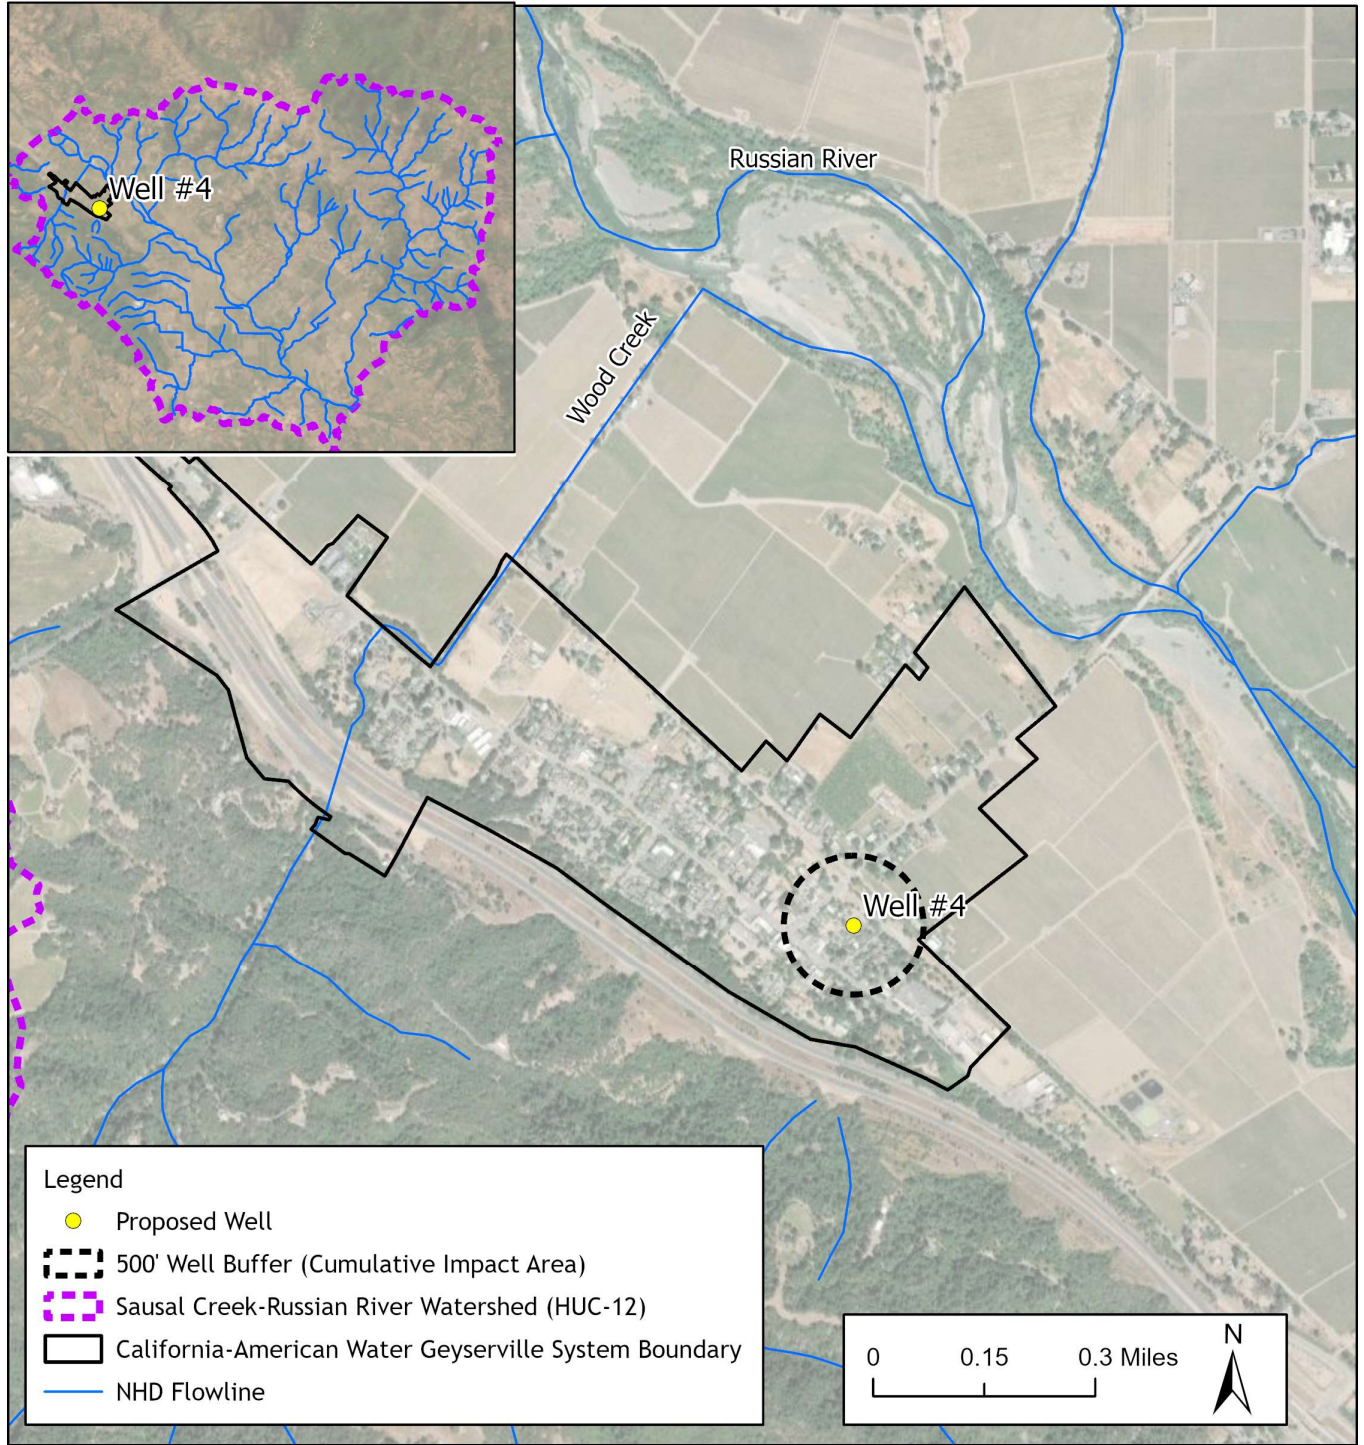 Well #4
Russian River
Wood Creek
Well #4
Legend
Proposed Well
500' Well Buffer (Cumulative Impact Area)
Sausal Creek-Russian River Watershed (HUC-12)
California-American Water Geyserville System Boundary
NHD Flowline
N
0 0.15 0.3 Miles